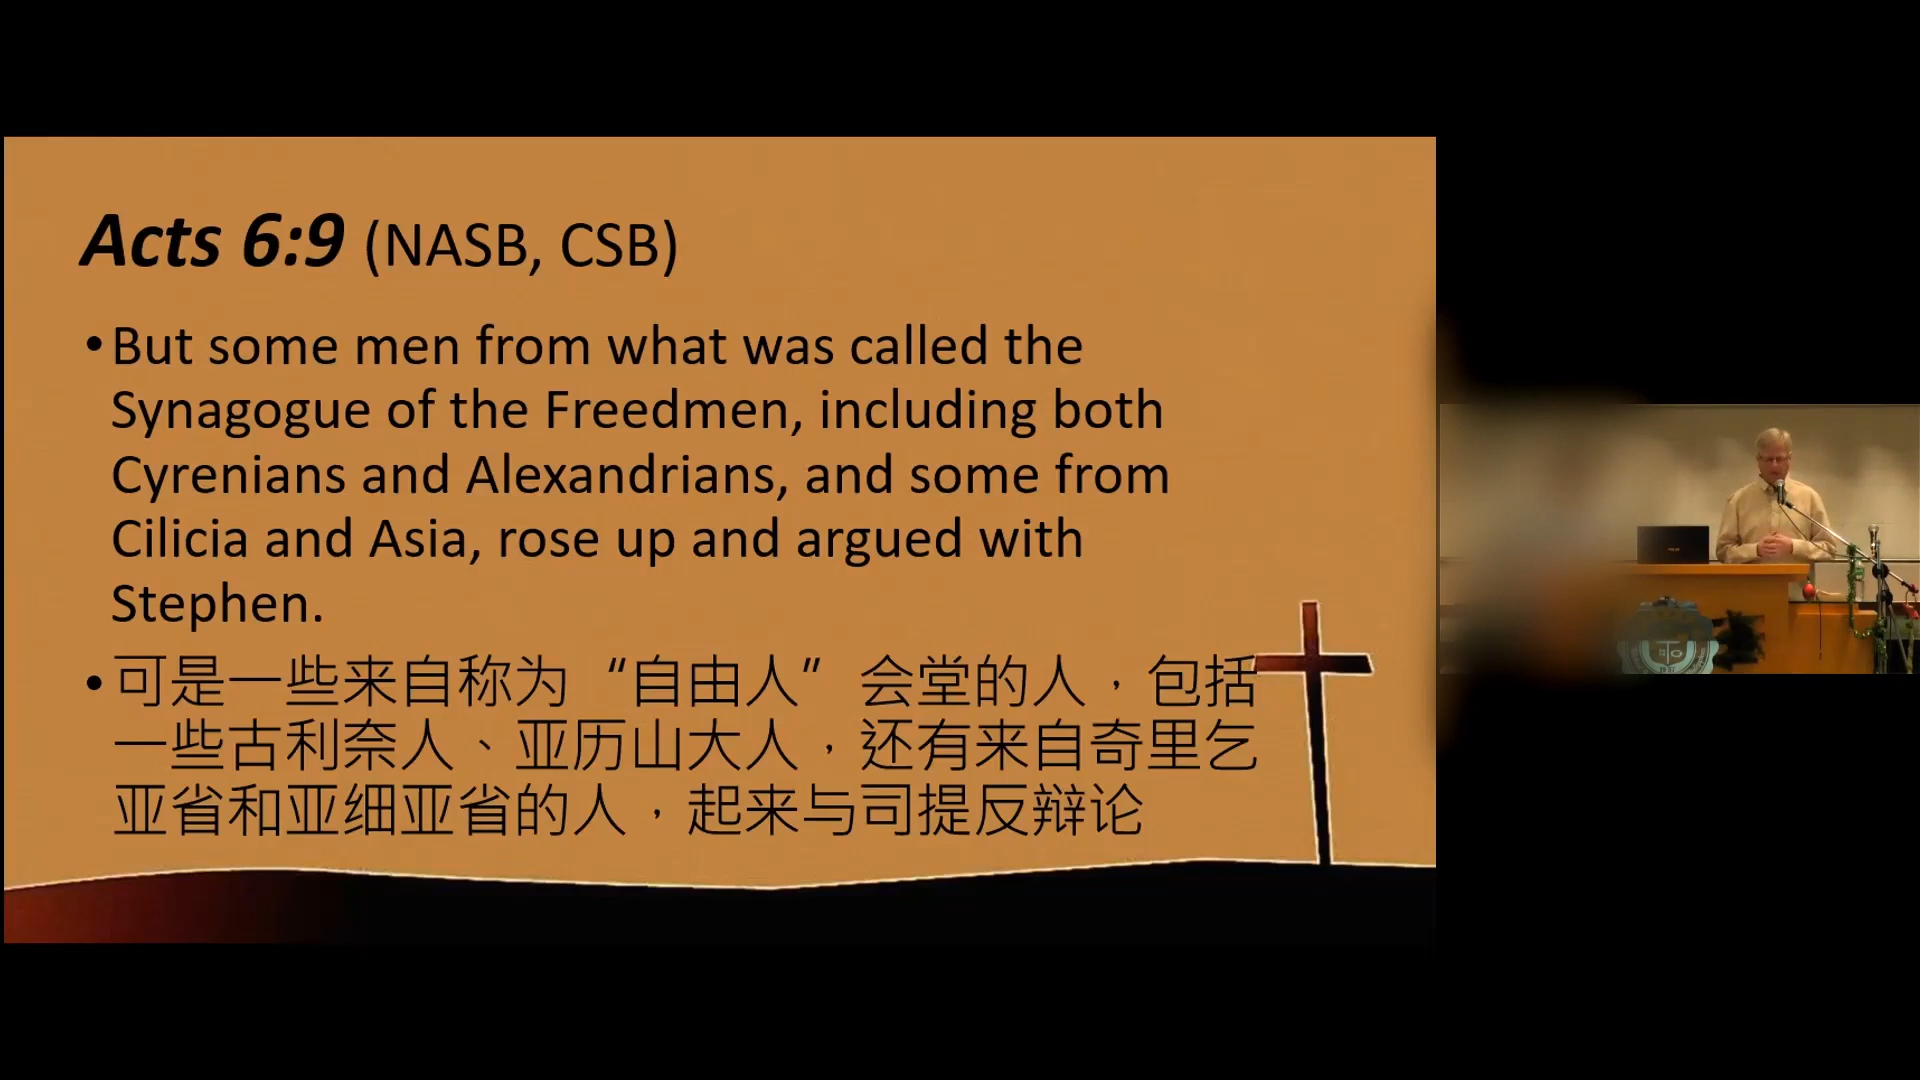 Acts 6:9 (NASB, CSB)
•But some men from what was called the
Synagogue of the Freedmen, including both
Cyrenians and Alexandrians, and some from
Cilicia and Asia, rose up and argued with
Stephen.
•可是一些来自称为“自由人”会堂的人，包括
一些古利奈人、亚历山大人，还有来自奇里乞
亚省和亚细亚省的人，起来与司提反辩论